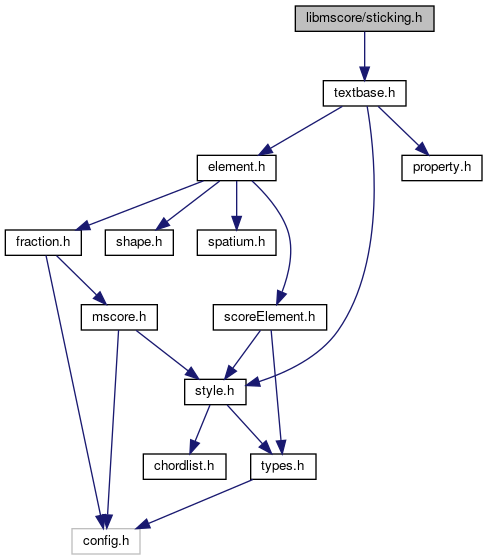 libmscore/sticking.h
textbase.h
element.h
property.h
fraction.h
shape.h
spatium.h
mscore.h
scoreElement.h
style.h
chordlist.h
types.h
config.h